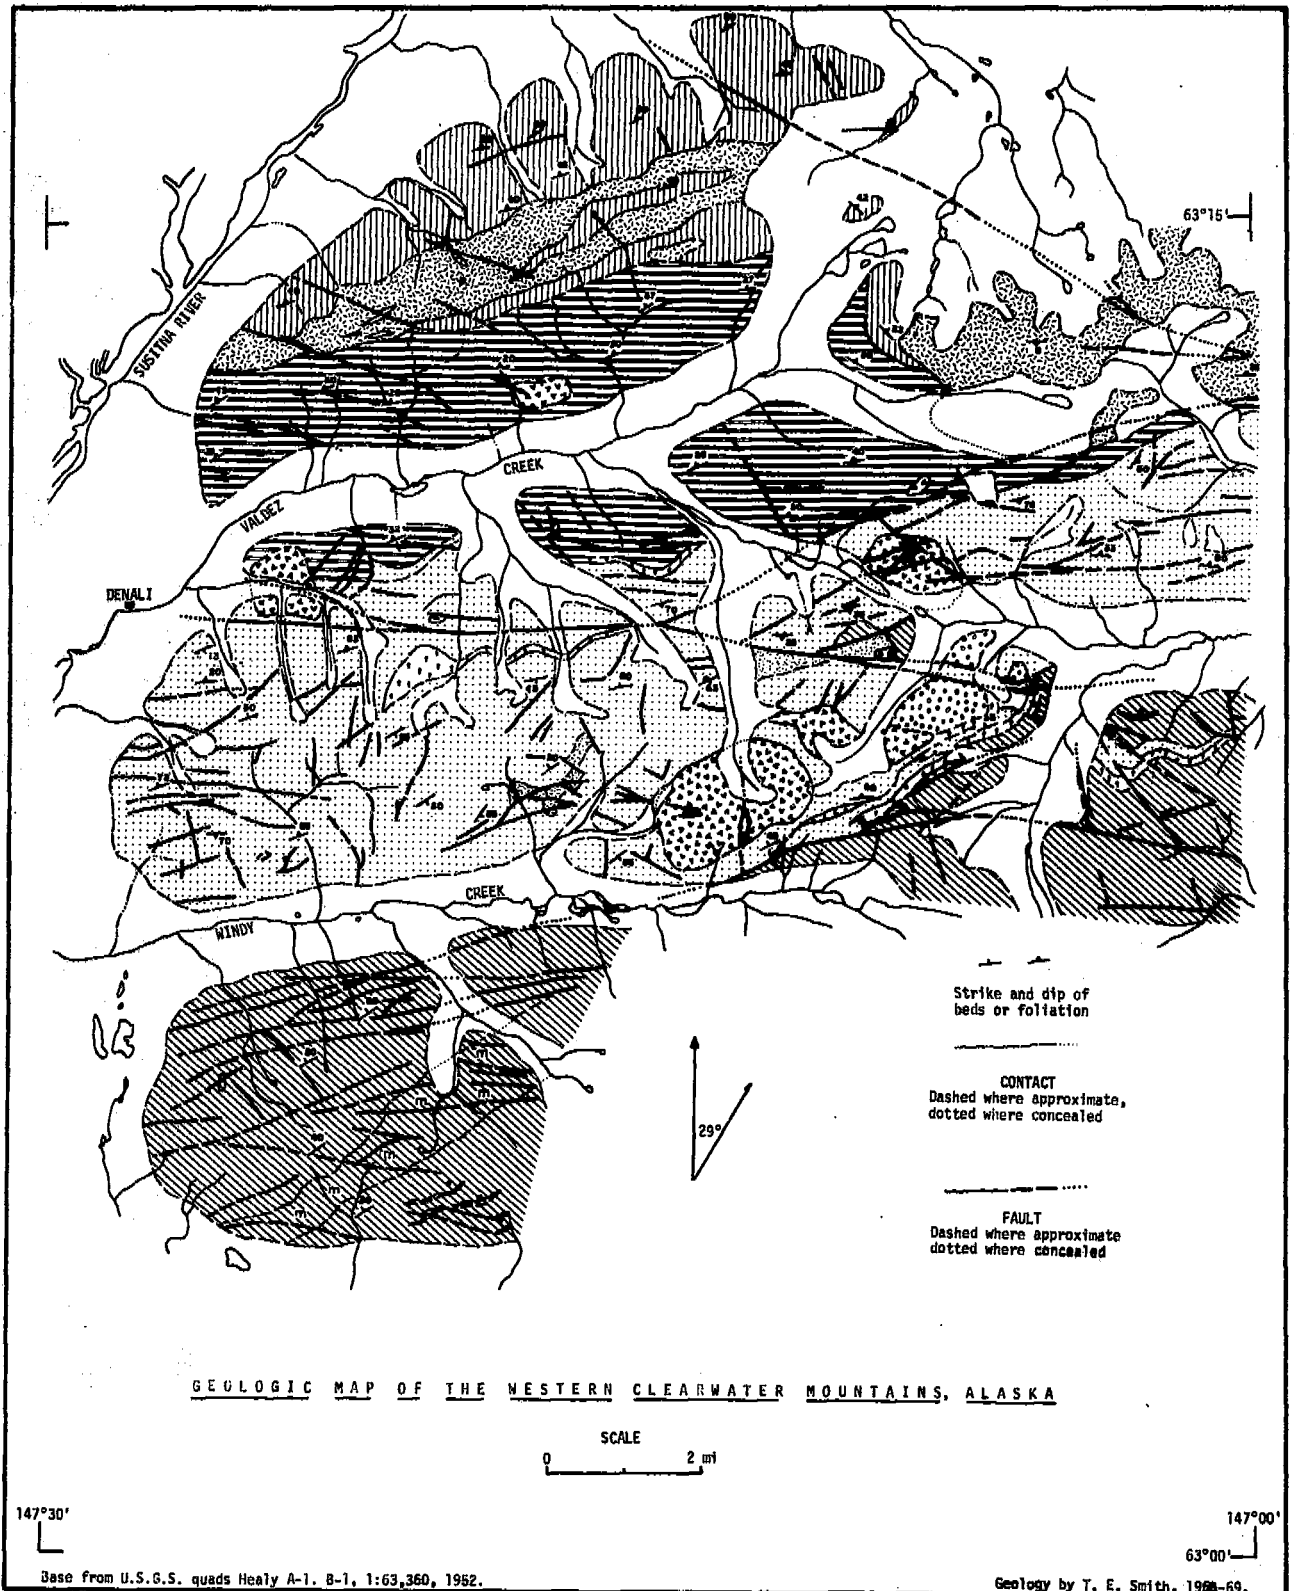 63°15'
SUSITNA RIVER
CREEK
VALDEZ
DENALI
CREEK
WINDY
Strike and dip of
beds or foliation
CONTACT
Dashed where approximate,
dotted where concealed
29°
FAULT
Dashed where approximate
dotted where concealed
GEOLOGIC MAP OF THE WESTERN CLEARWATER MOUNTAINS, ALASKA
SCALE
0 2 mi
147°30'
147°00'
63°00'
Base from U.S.G.S. quads Healy A-1. B-1, 1:63,360, 1952.
Geology by T. E. Smith, 1968-69.